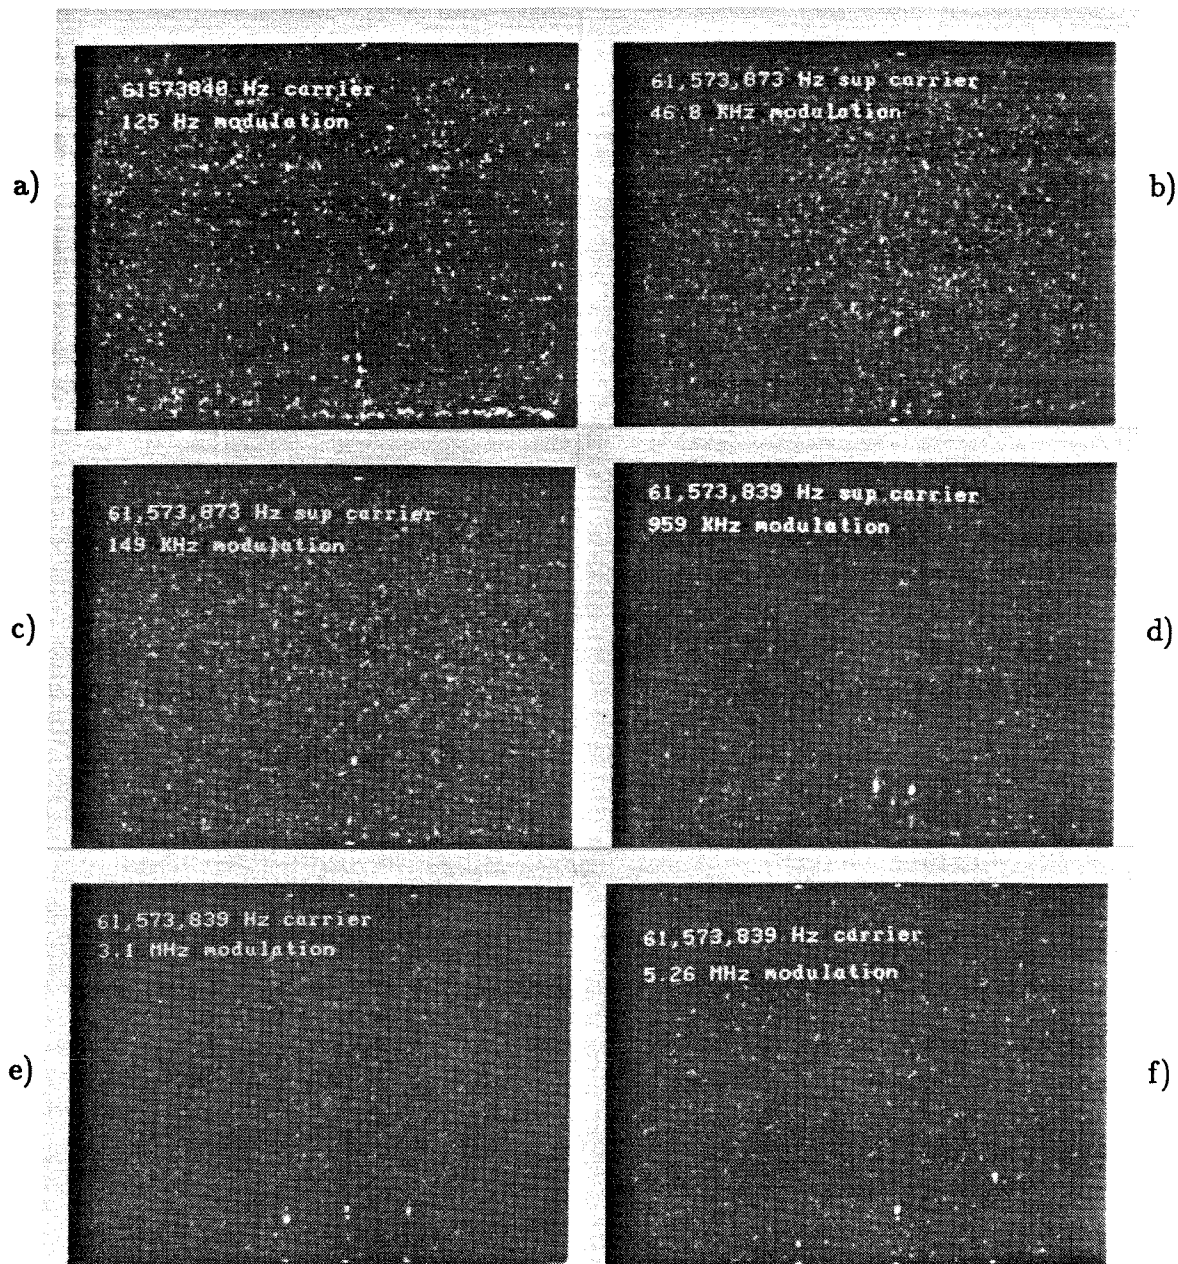 a)
61573840 Hz carrier
125 Hz modulation
b)
61,573,873 Hz sup carrier
46.8 KHz modulation
c)
61,573,873 Hz sup carrier
149 KHz modulation
d)
61,573,839 Hz sup carrier
959 KHz modulation
e)
61,573,839 Hz carrier
3.1 MHz modulation
f)
61,573,839 Hz carrier
5.26 MHz modulation